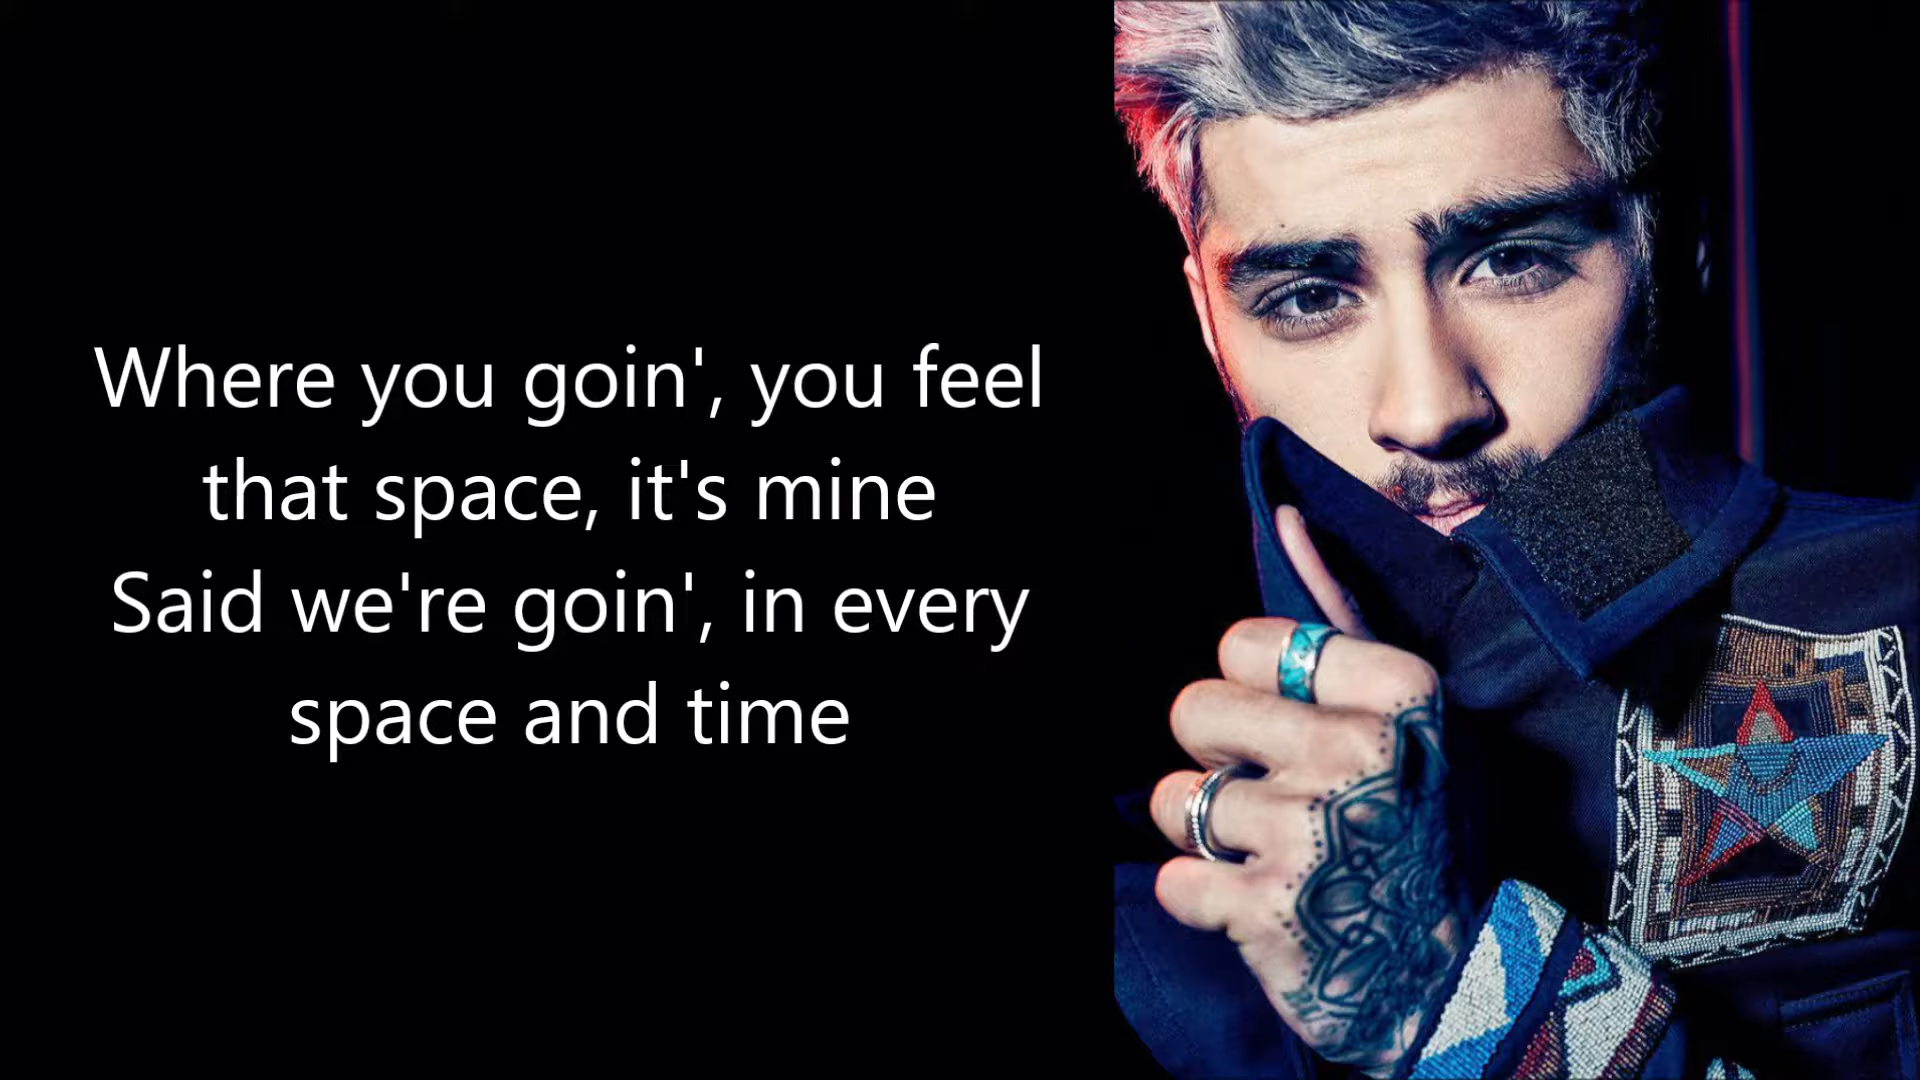 Where you goin', you feel
that space, it's mine
Said we're goin', in every
space and time